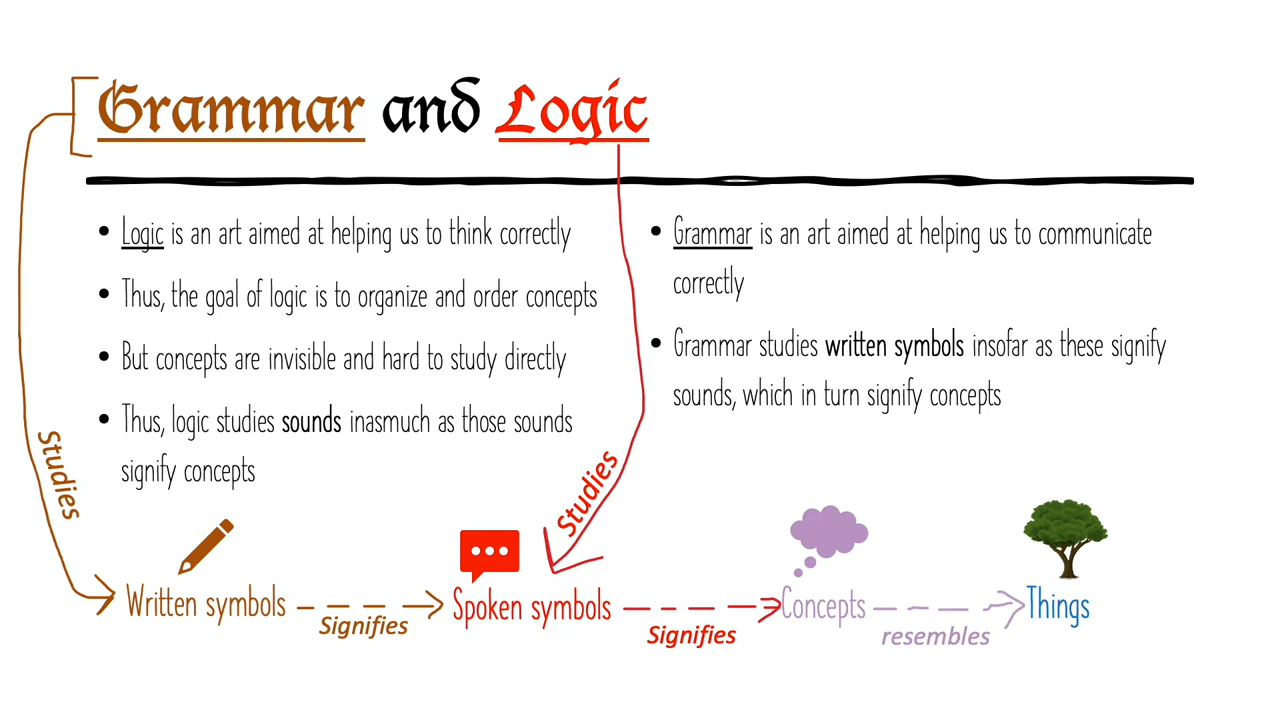 Grammar and Logic
• Logic is an art aimed at helping us to think correctly
• Thus, the goal of logic is to organize and order concepts
• But concepts are invisible and hard to study directly
• Thus, logic studies sounds inasmuch as those sounds
signify concepts
• Grammar is an art aimed at helping us to communicate
correctly
• Grammar studies written symbols insofar as these signify
sounds, which in turn signify concepts
Studies
Studies
Written symbols
Signifies
Spoken symbols
Signifies
Concepts
resembles
Things